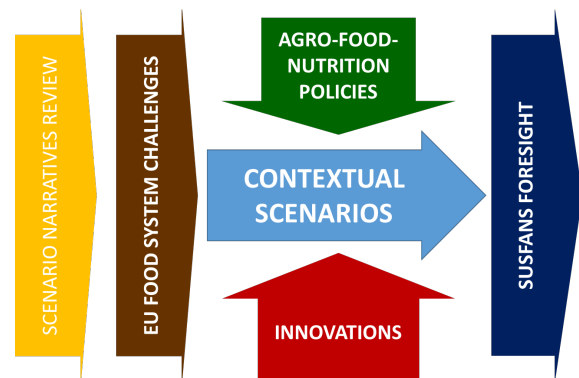 SCENARIO NARRATIVES REVIEW
EU FOOD SYSTEM CHALLENGES
AGRO-FOOD-
NUTRITION
POLICIES
CONTEXTUAL
SCENARIOS
INNOVATIONS
SUSFANS FORESIGHT